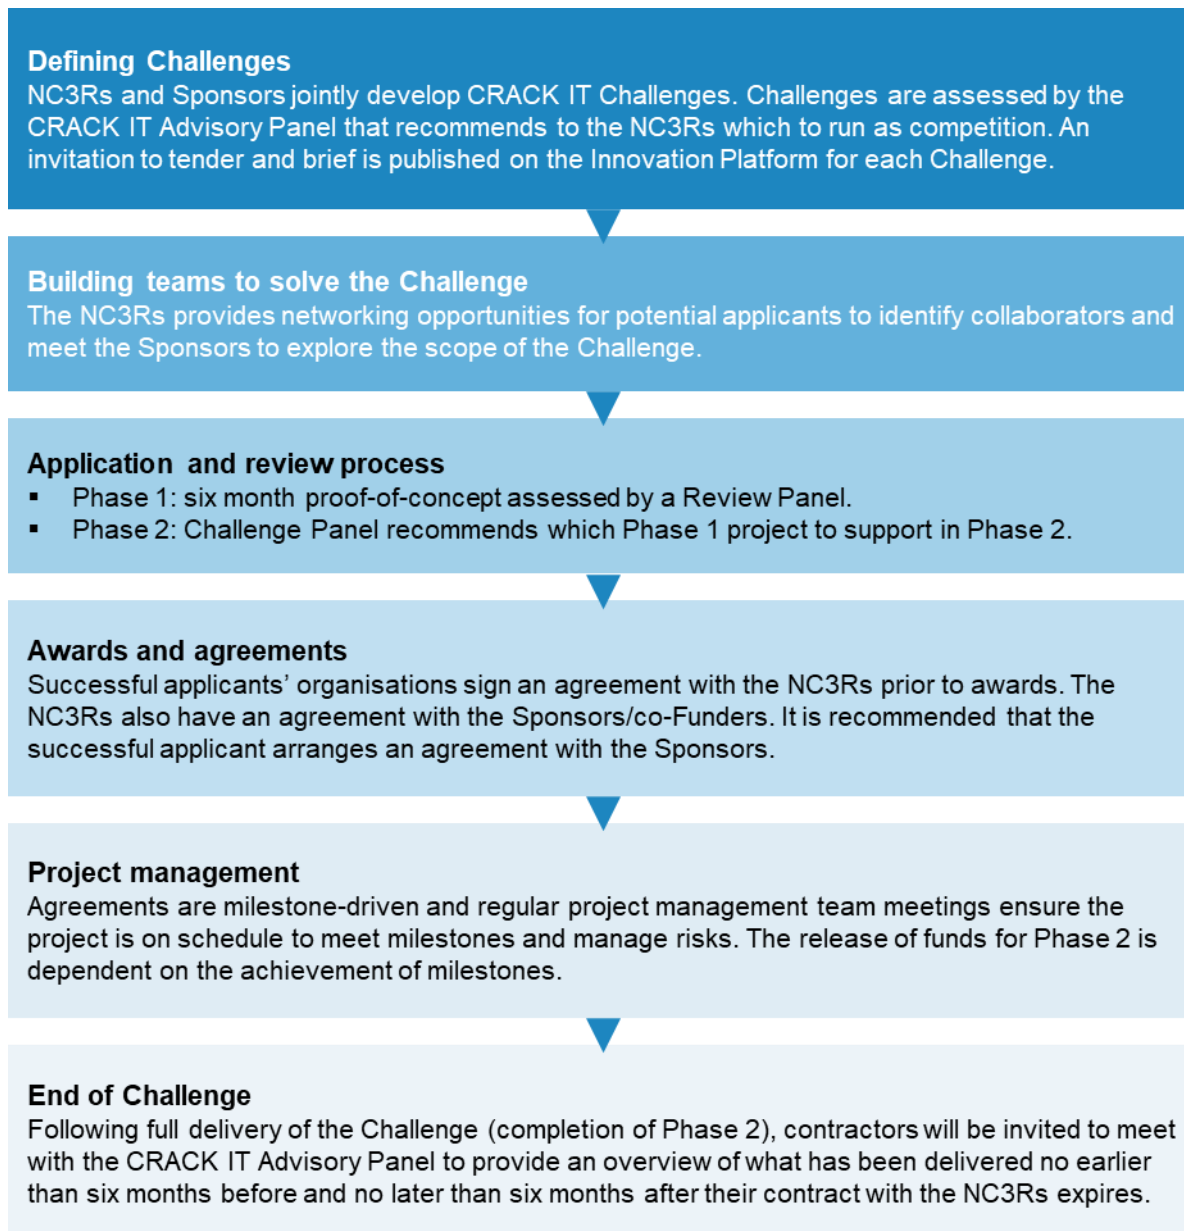 Defining Challenges
NC3Rs and Sponsors jointly develop CRACK IT Challenges. Challenges are assessed by the
CRACK IT Advisory Panel that recommends to the NC3Rs which to run as competition. An
invitation to tender and brief is published on the Innovation Platform for each Challenge.
Building teams to solve the Challenge
The NC3Rs provides networking opportunities for potential applicants to identify collaborators and
meet the Sponsors to explore the scope of the Challenge.
Application and review process
▪ Phase 1: six month proof-of-concept assessed by a Review Panel.
▪ Phase 2: Challenge Panel recommends which Phase 1 project to support in Phase 2.
Awards and agreements
Successful applicants’ organisations sign an agreement with the NC3Rs prior to awards. The
NC3Rs also have an agreement with the Sponsors/co-Funders. It is recommended that the
successful applicant arranges an agreement with the Sponsors.
Project management
Agreements are milestone-driven and regular project management team meetings ensure the
project is on schedule to meet milestones and manage risks. The release of funds for Phase 2 is
dependent on the achievement of milestones.
End of Challenge
Following full delivery of the Challenge (completion of Phase 2), contractors will be invited to meet
with the CRACK IT Advisory Panel to provide an overview of what has been delivered no earlier
than six months before and no later than six months after their contract with the NC3Rs expires.